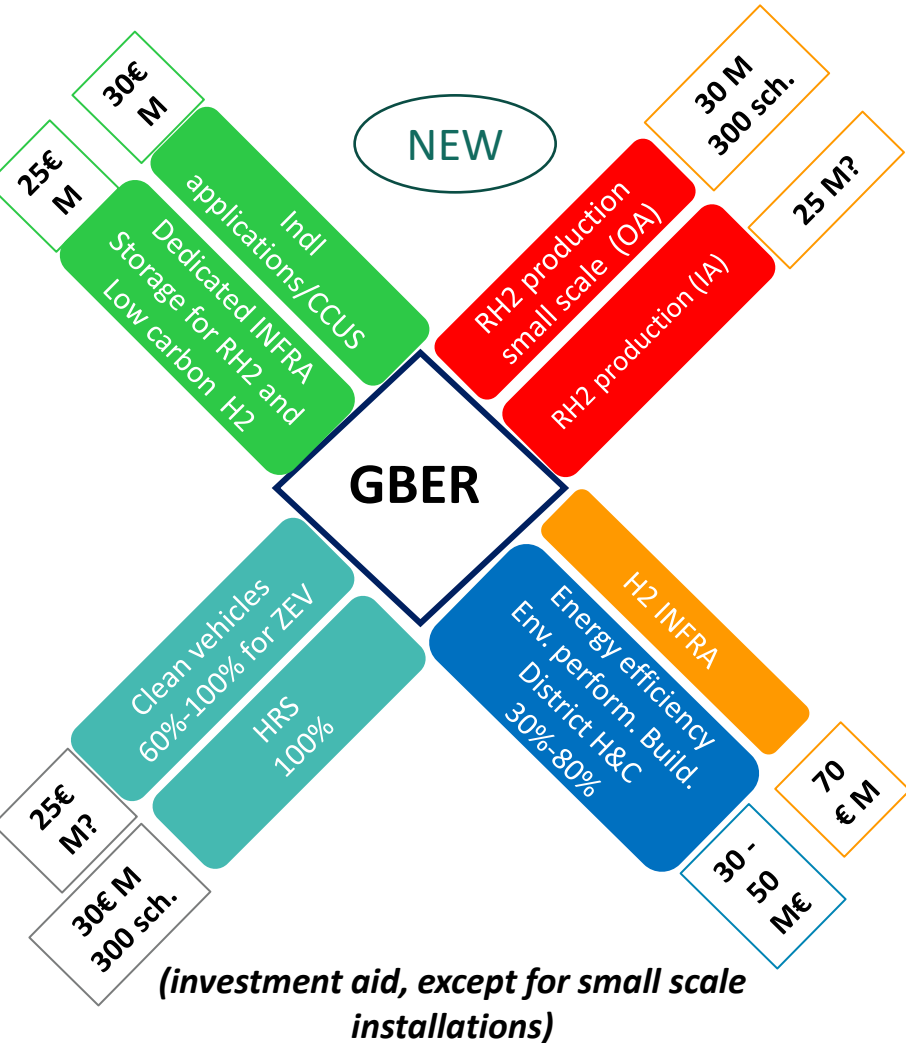 NEW
30€
M
Indl
applications/CCUS
25€
M
Dedicated INFRA
Storage for RH2 and
Low carbon H2
30 M
300 sch.
RH2 production
small scale (OA)
25 M?
RH2 production (IA)
GBER
Clean vehicles
60%-100% for ZEV
25€
M?
HRS
100%
30€ M
300 sch.
H2 INFRA
70
€ M
Energy efficiency
Env. perform. Build.
District H&C
30%-80%
30 -
50
M€
(investment aid, except for small scale
installations)